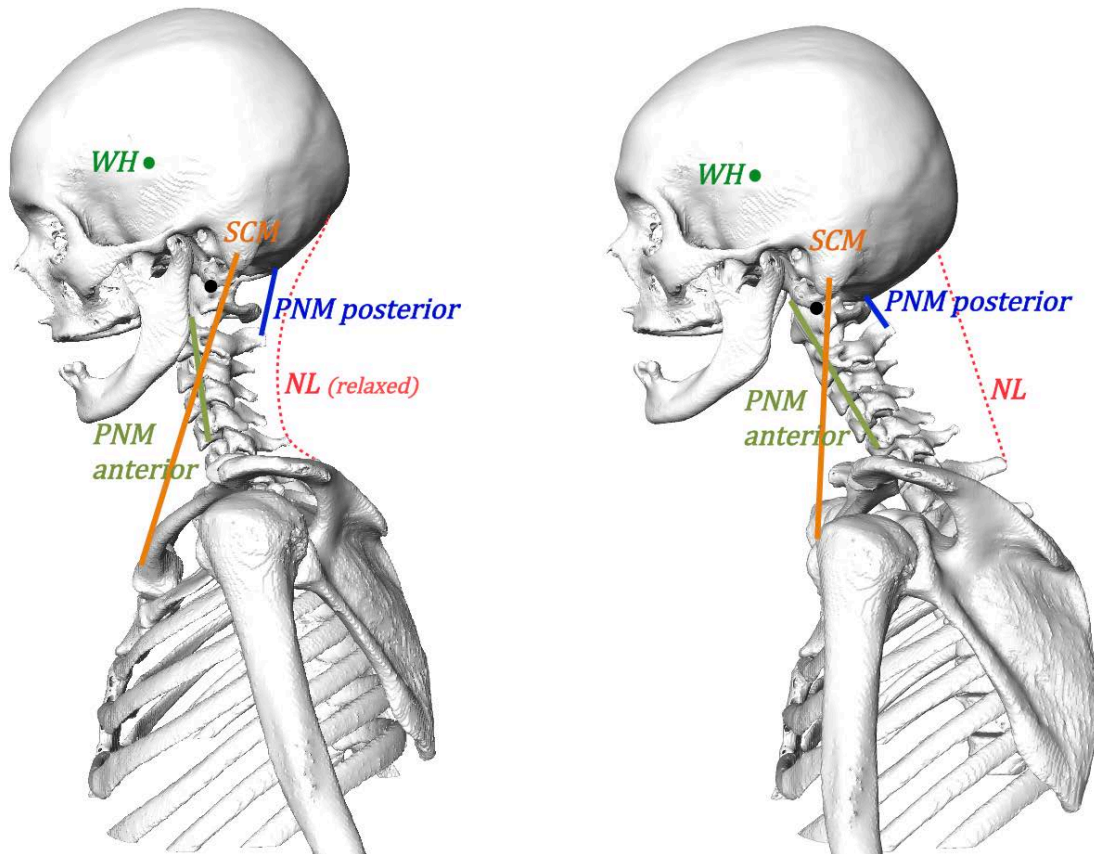 WH
SCM
PNM posterior
NL (relaxed)
PNM
anterior
WH
SCM
PNM posterior
NL
PNM
anterior